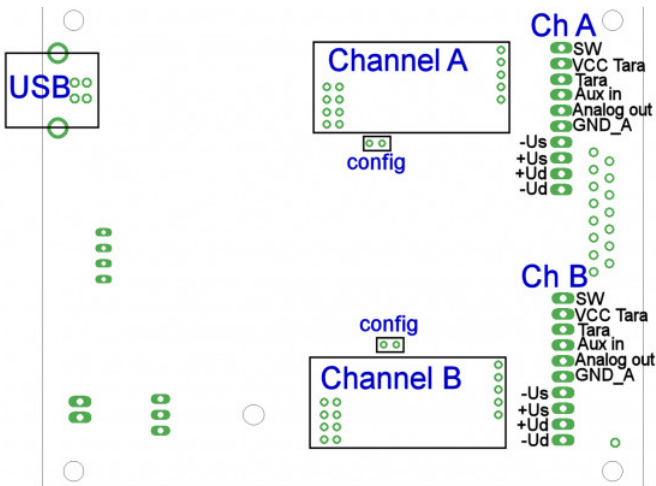 Ch A
USB
Channel A
SW
VCC Tara
Tara
Aux in
Analog out
GND_A
-Us
+Us
+Ud
-Ud
config
Ch B
SW
VCC Tara
Tara
Aux in
Analog out
GND_A
-Us
+Us
+Ud
-Ud
config
Channel B